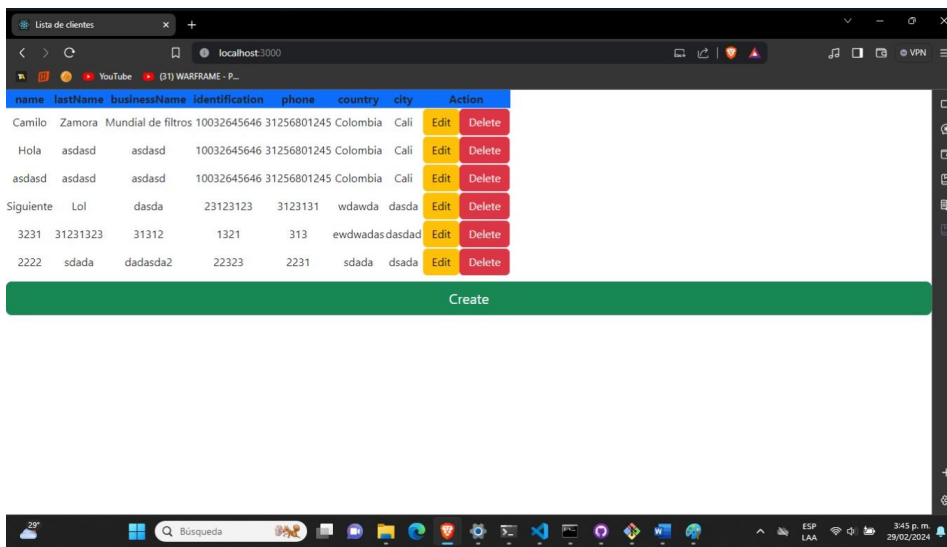 Lista de clientes
localhost:3000
VPN
YouTube (31) WARFRAME - P...
name lastName businessName identification phone country city Action
Camilo Zamora Mundial de filtros 10032645646 31256801245 Colombia Cali Edit Delete
Hola asdasd asdasd 10032645646 31256801245 Colombia Cali Edit Delete
asdasd asdasd asdasd 10032645646 31256801245 Colombia Cali Edit Delete
Siguiente Lol dasda 23123123 3123131 wdawda dasda Edit Delete
3231 31231323 31312 1321 313 ewdwadas dasdad Edit Delete
2222 sdada dadasda2 22323 2231 sdada dsada Edit Delete
Create
29°
Búsqueda
ESP
LAA
3:45 p. m.
29/02/2024